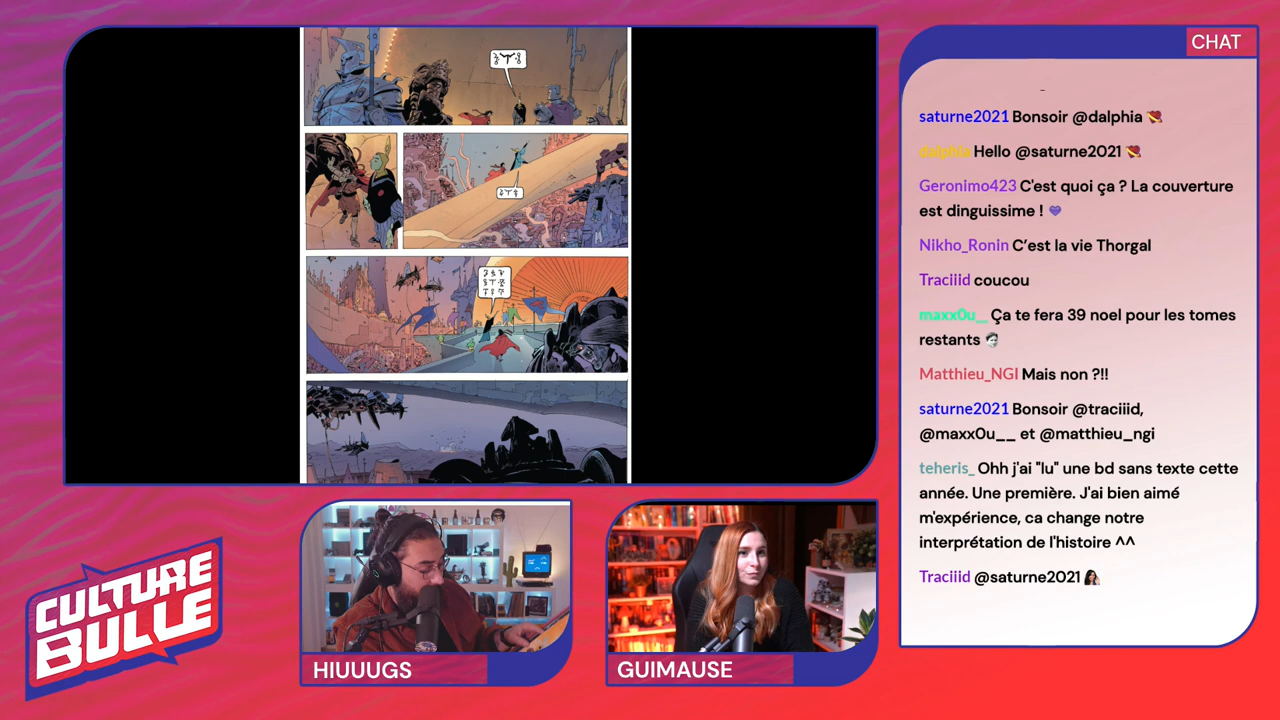 CHAT
saturne2021 Bonsoir @dalphia
dalphia Hello @saturne2021
Geronimo423 C'est quoi ça ? La couverture
est dinguissime !
Nikho_Ronin C’est la vie Thorgal
Traciiid coucou
maxx0u__ Ça te fera 39 noel pour les tomes
restants
Matthieu_NGI Mais non ?!!
saturne2021 Bonsoir @traciiid,
@maxx0u__ et @matthieu_ngi
teheris_ Ohh j'ai "lu" une bd sans texte cette
année. Une première. J'ai bien aimé
m'expérience, ca change notre
interprétation de l'histoire ^^
Traciiid @saturne2021
CULTURE
BULLE
HIUUUGS
GUIMAUSE